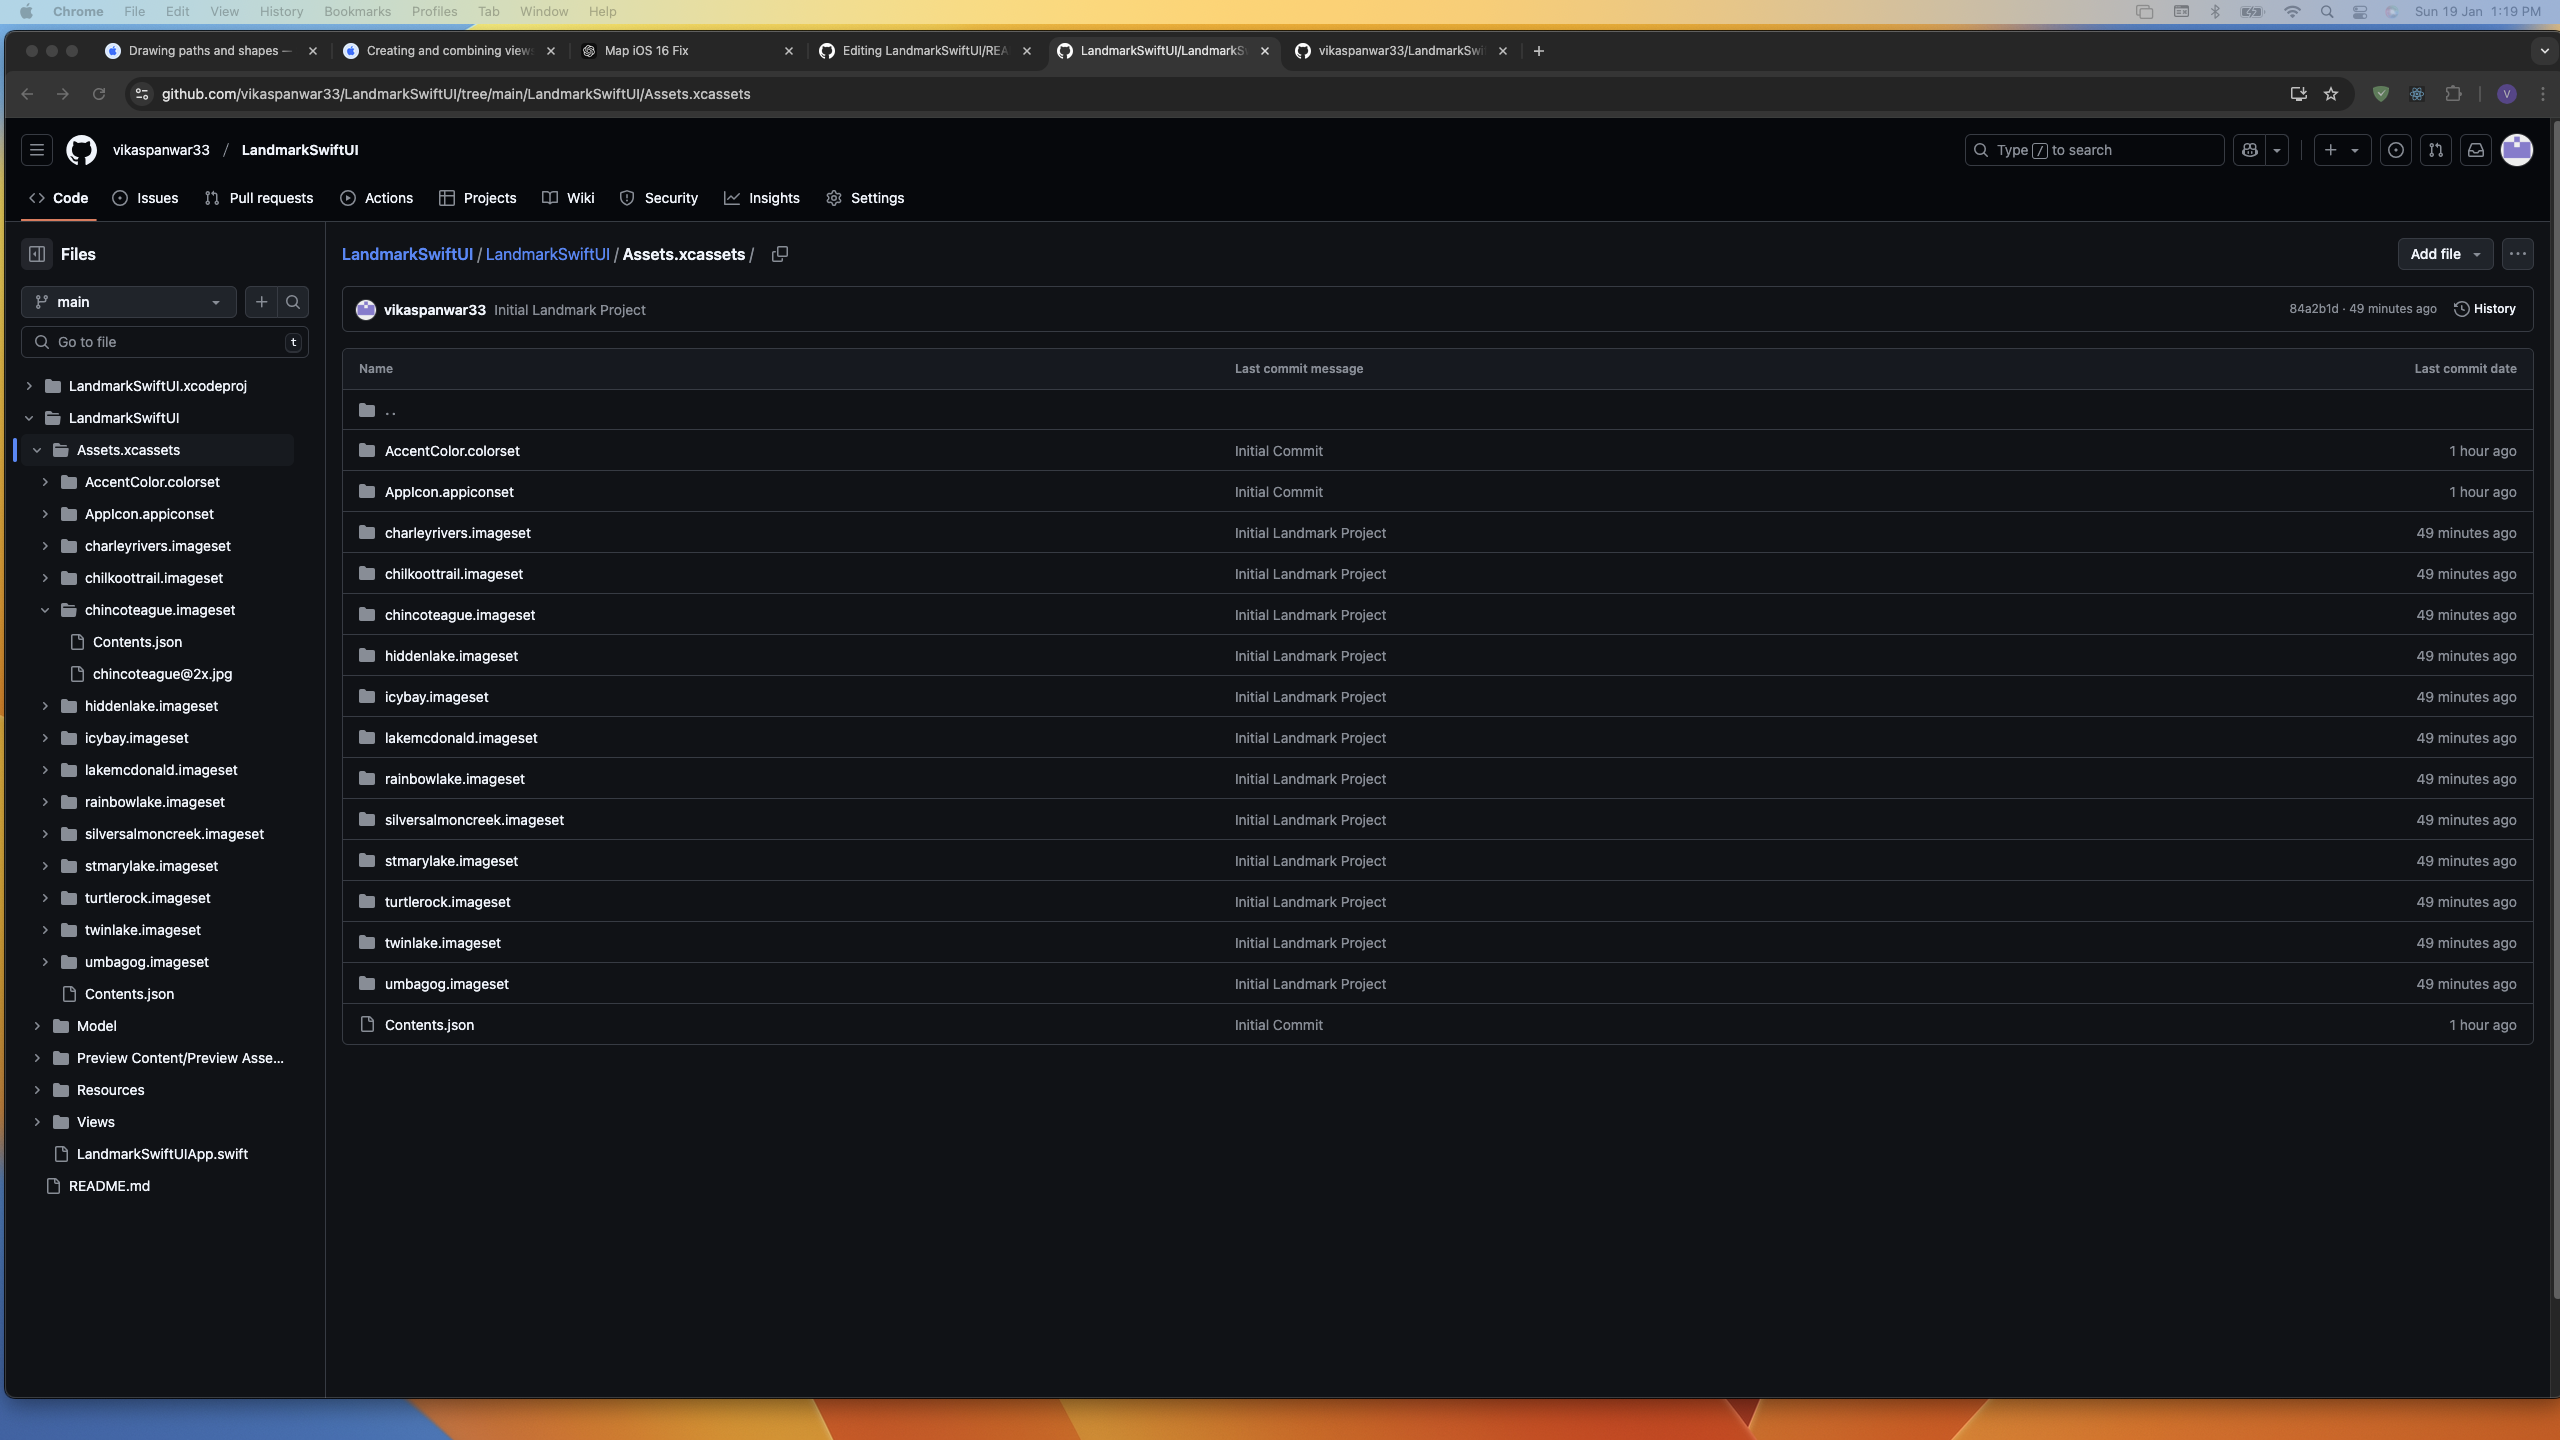 Chrome File Edit View History Bookmarks Profiles Tab Window Help Sun 19 Jan 1:19 PM
Drawing paths and shapes — Creating and combining view Map iOS 16 Fix Editing LandmarkSwiftUI/REA LandmarkSwiftUI/LandmarkS vikaspanwar33/LandmarkSwi
github.com/vikaspanwar33/LandmarkSwiftUI/tree/main/LandmarkSwiftUI/Assets.xcassets V
vikaspanwar33 / LandmarkSwiftUI Type / to search
Code Issues Pull requests Actions Projects Wiki Security Insights Settings
Files
main
Go to file t
LandmarkSwiftUI.xcodeproj
LandmarkSwiftUI
Assets.xcassets
AccentColor.colorset
AppIcon.appiconset
charleyrivers.imageset
chilkoottrail.imageset
chincoteague.imageset
Contents.json
chincoteague@2x.jpg
hiddenlake.imageset
icybay.imageset
lakemcdonald.imageset
rainbowlake.imageset
silversalmoncreek.imageset
stmarylake.imageset
turtlerock.imageset
twinlake.imageset
umbagog.imageset
Contents.json
Model
Preview Content/Preview Asse...
Resources
Views
LandmarkSwiftUIApp.swift
README.md
LandmarkSwiftUI / LandmarkSwiftUI / Assets.xcassets / Add file
vikaspanwar33 Initial Landmark Project 84a2b1d · 49 minutes ago History
Name Last commit message Last commit date
..
AccentColor.colorset Initial Commit 1 hour ago
AppIcon.appiconset Initial Commit 1 hour ago
charleyrivers.imageset Initial Landmark Project 49 minutes ago
chilkoottrail.imageset Initial Landmark Project 49 minutes ago
chincoteague.imageset Initial Landmark Project 49 minutes ago
hiddenlake.imageset Initial Landmark Project 49 minutes ago
icybay.imageset Initial Landmark Project 49 minutes ago
lakemcdonald.imageset Initial Landmark Project 49 minutes ago
rainbowlake.imageset Initial Landmark Project 49 minutes ago
silversalmoncreek.imageset Initial Landmark Project 49 minutes ago
stmarylake.imageset Initial Landmark Project 49 minutes ago
turtlerock.imageset Initial Landmark Project 49 minutes ago
twinlake.imageset Initial Landmark Project 49 minutes ago
umbagog.imageset Initial Landmark Project 49 minutes ago
Contents.json Initial Commit 1 hour ago